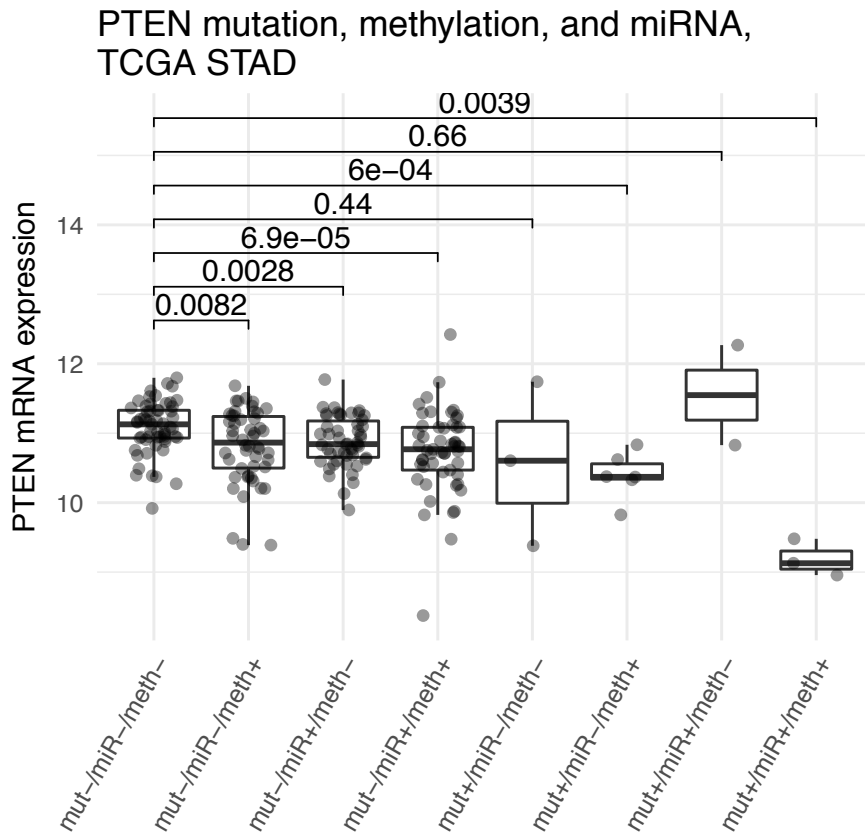 PTEN mutation, methylation, and miRNA,
TCGA STAD
0.0039
0.66
6e−04
0.44
6.9e−05
0.0028
0.0082
14
12
10
PTEN mRNA expression
mut−/miR−/meth−
mut−/miR−/meth+
mut−/miR+/meth−
mut−/miR+/meth+
mut+/miR−/meth−
mut+/miR−/meth+
mut+/miR+/meth−
mut+/miR+/meth+